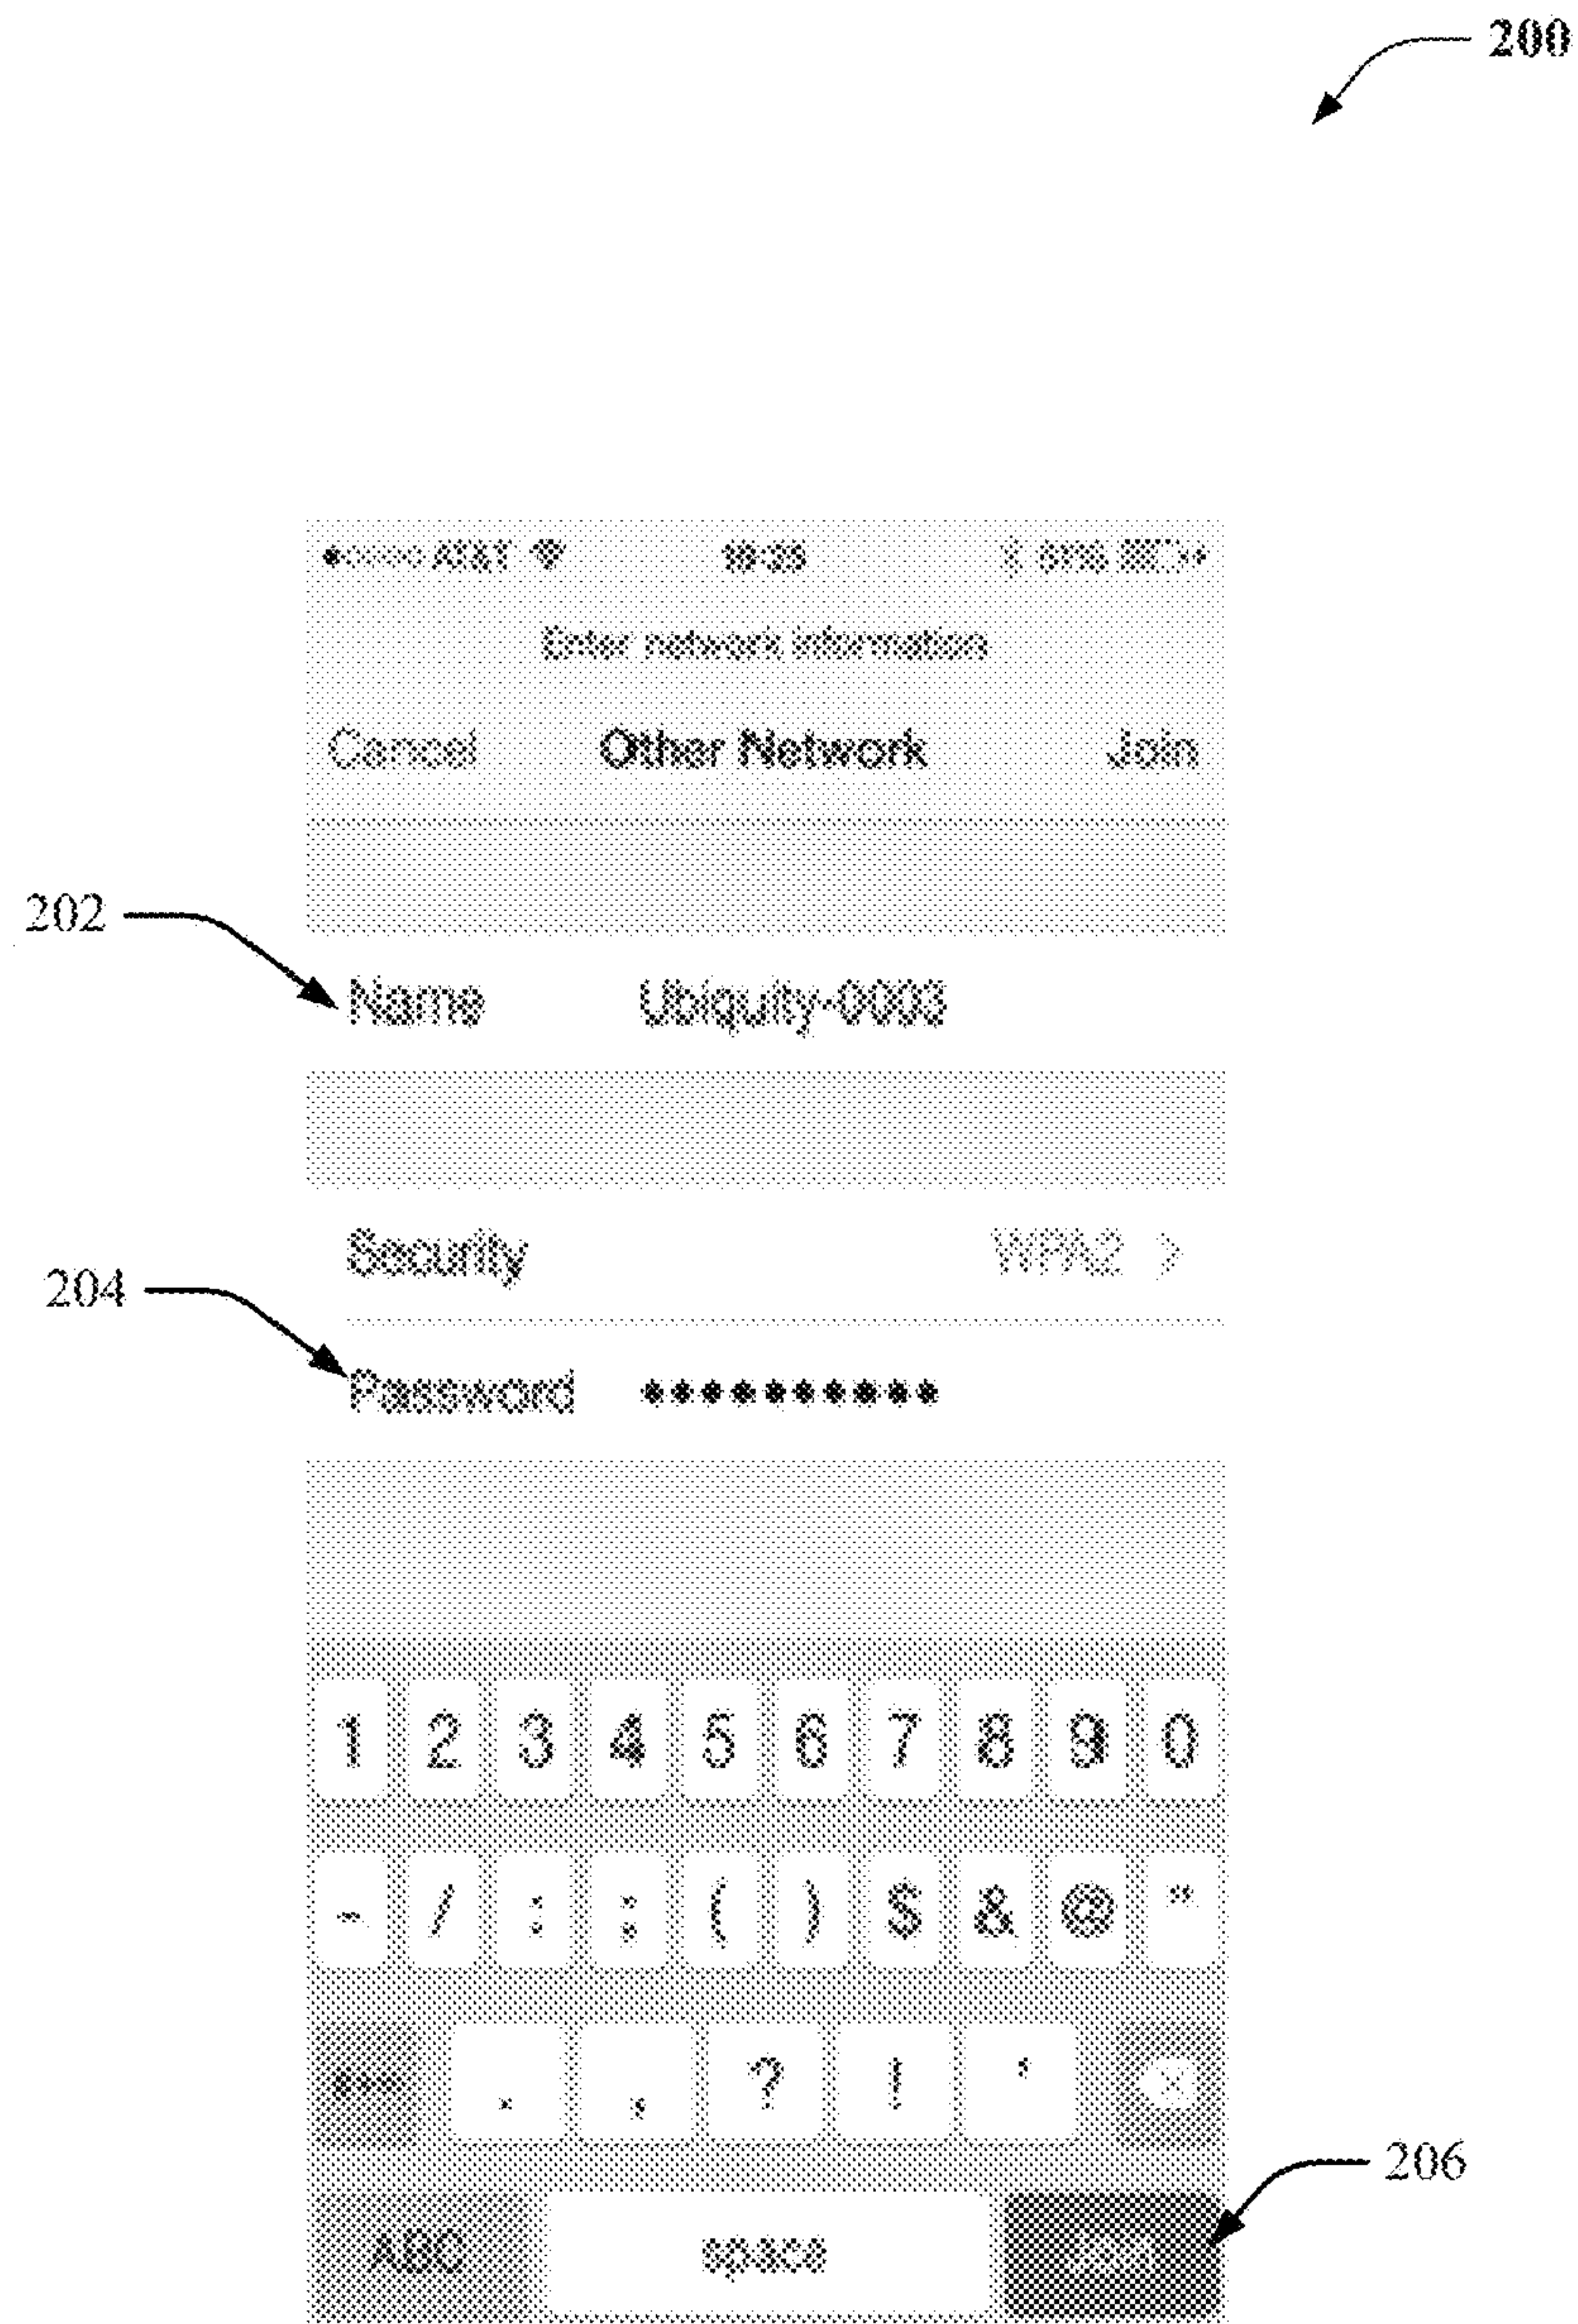 200
AT&T
Enter network information
Cancel Other Network Join
202
Name Ubiquity-0003
Security WPA2 >
204
Password ••••••••••
1 2 3 4 5 6 7 8 9 0
- / : ; ( ) $ & @ "
. , ? ! '
206
ABC space